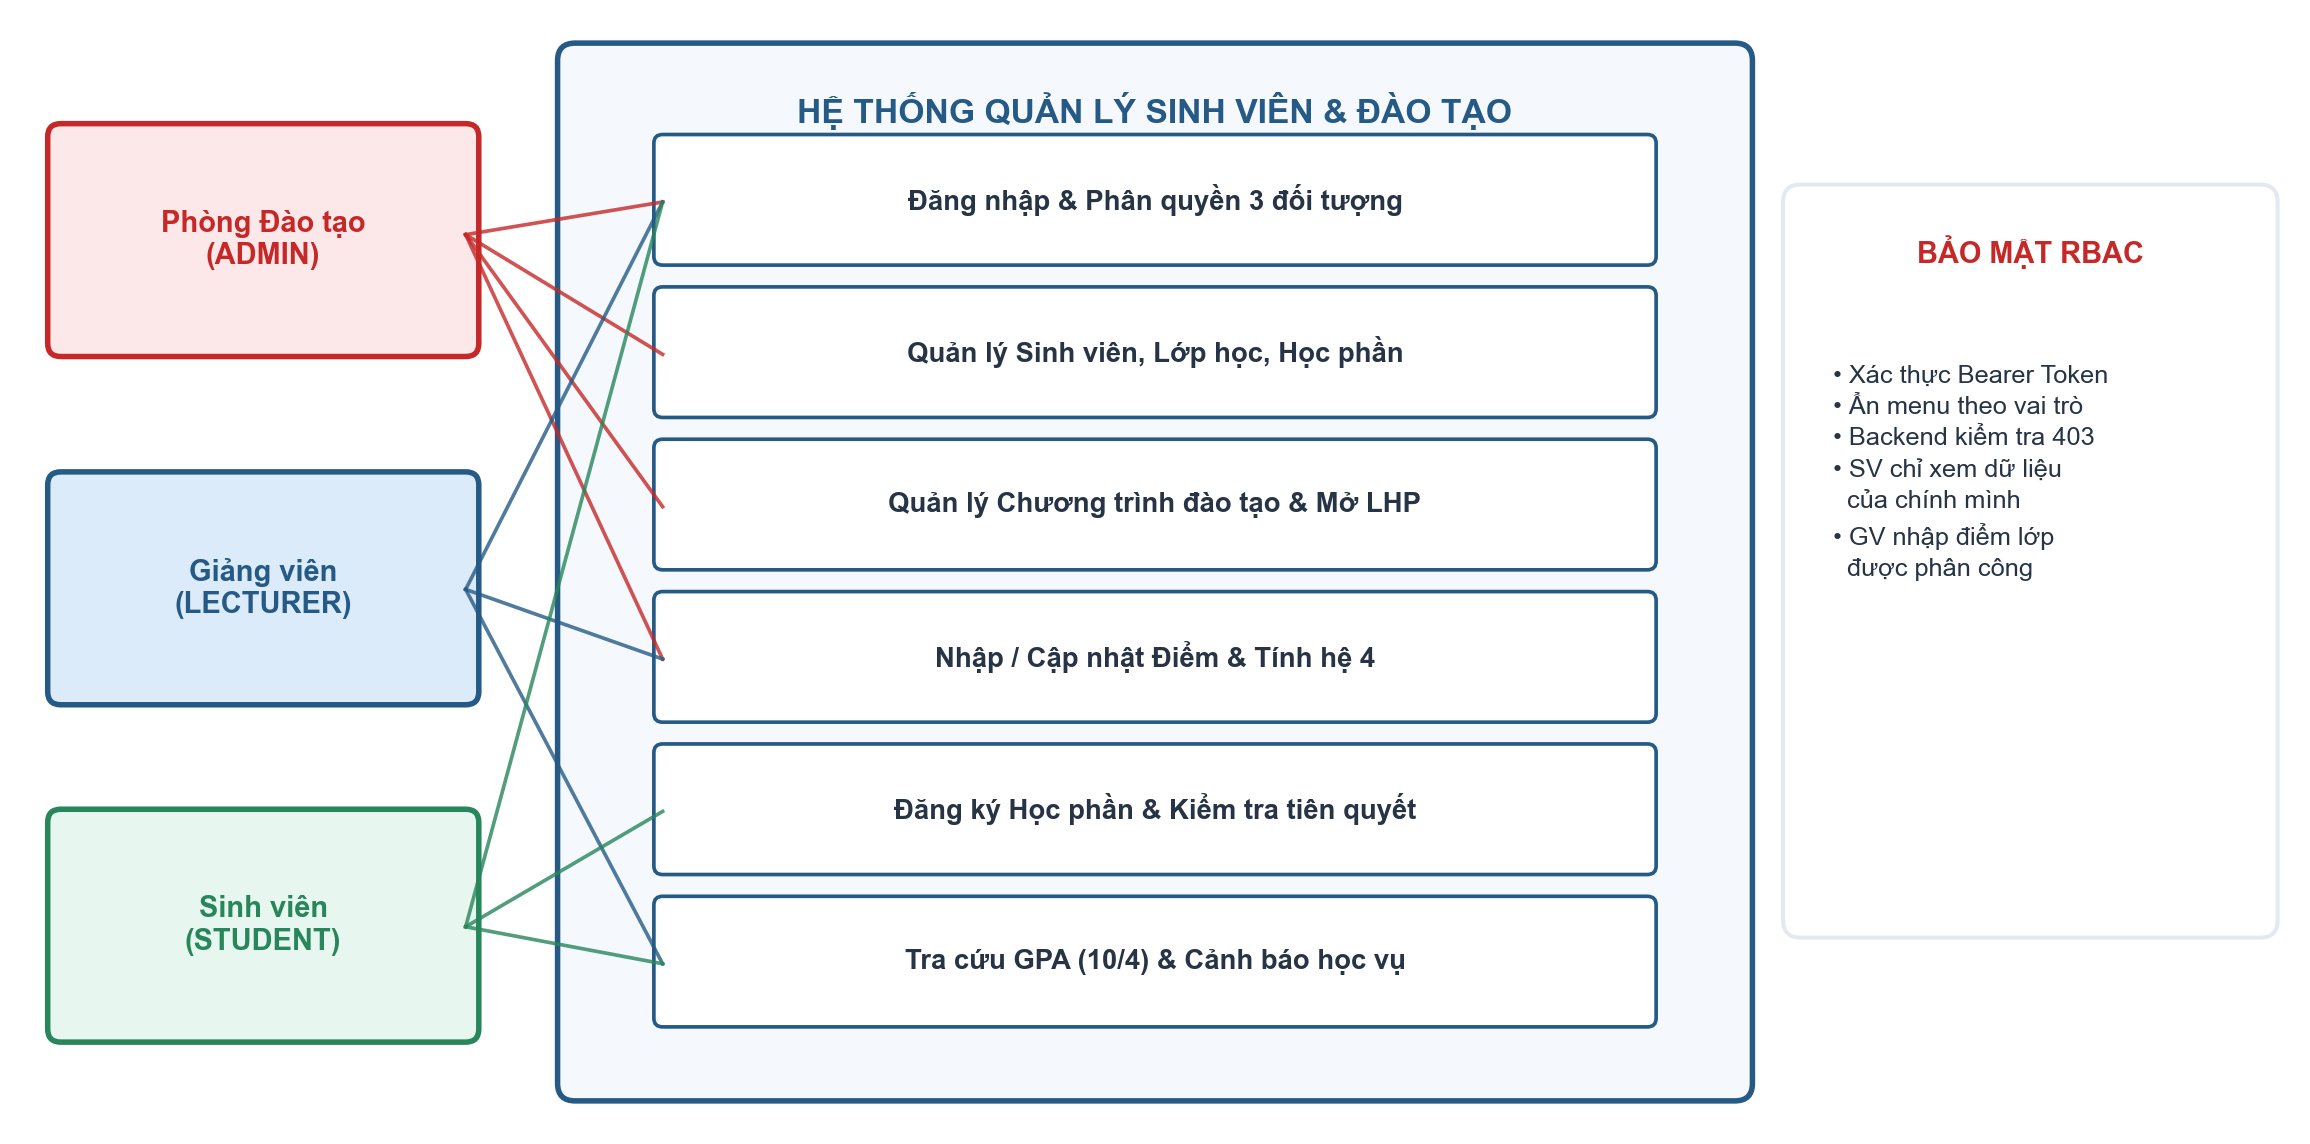 HỆ THỐNG QUẢN LÝ SINH VIÊN & ĐÀO TẠO
Phòng Đào tạo
(ADMIN)
Giảng viên
(LECTURER)
Sinh viên
(STUDENT)
Đăng nhập & Phân quyền 3 đối tượng
Quản lý Sinh viên, Lớp học, Học phần
Quản lý Chương trình đào tạo & Mở LHP
Nhập / Cập nhật Điểm & Tính hệ 4
Đăng ký Học phần & Kiểm tra tiên quyết
Tra cứu GPA (10/4) & Cảnh báo học vụ
BẢO MẬT RBAC
• Xác thực Bearer Token
• Ẩn menu theo vai trò
• Backend kiểm tra 403
• SV chỉ xem dữ liệu
của chính mình
• GV nhập điểm lớp
được phân công